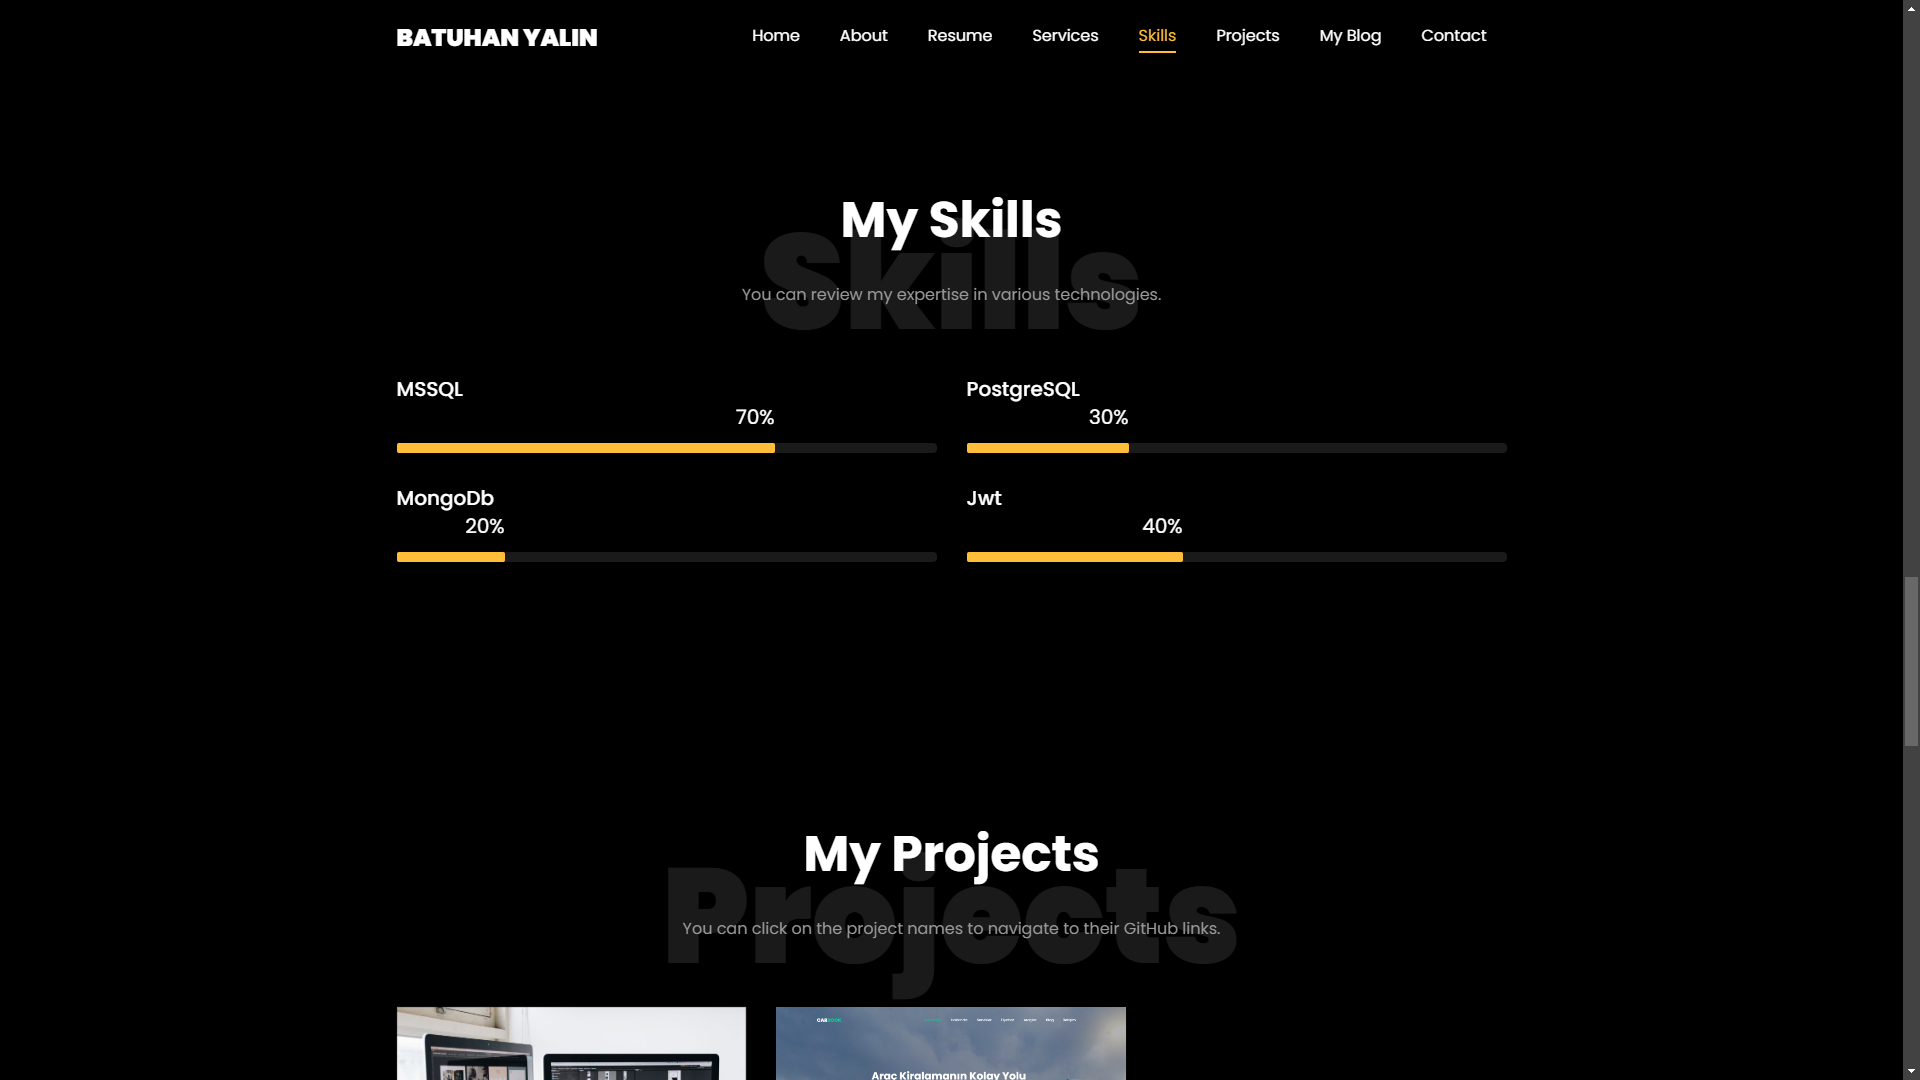 BATUHAN YALIN
Home About Resume Services Skills Projects My Blog Contact
Skills
My Skills
You can review my expertise in various technologies.
MSSQL
70%
PostgreSQL
30%
MongoDb
20%
Jwt
40%
Projects
My Projects
You can click on the project names to navigate to their GitHub links.
CARBOOK
Araç Kiralamanın Kolay Yolu